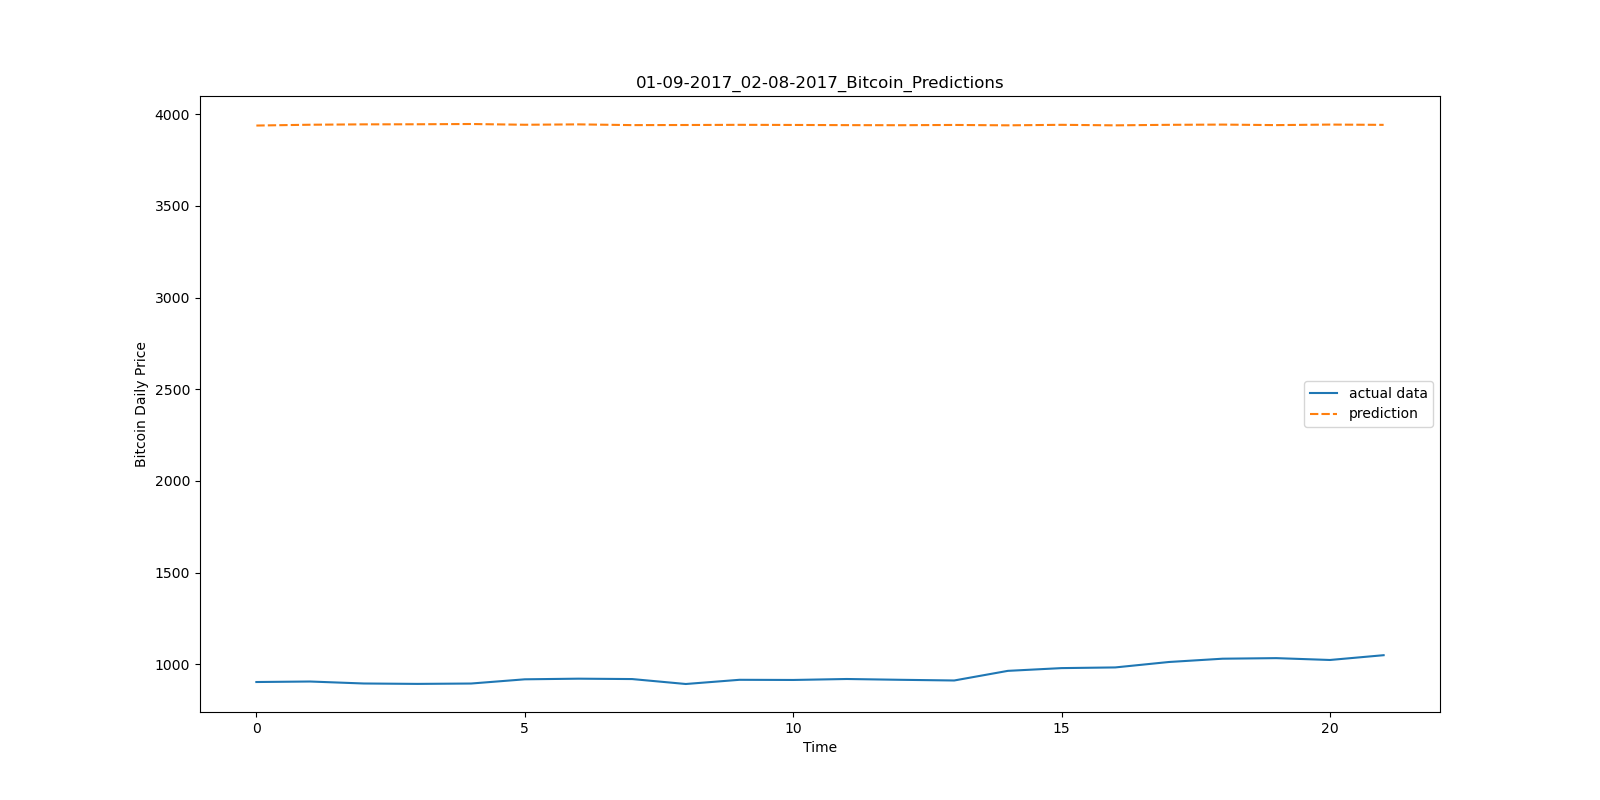 01-09-2017_02-08-2017_Bitcoin_Predictions
4000
3500
3000
2500
2000
1500
1000
Bitcoin Daily Price
actual data
prediction
0 5 10 15 20
Time